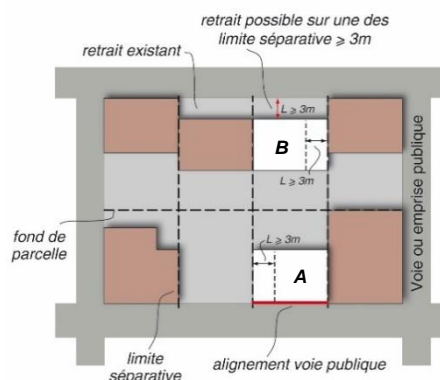 retrait possible sur une des
limite séparative ⩾ 3m
retrait existant
L ⩾ 3m
B
L ⩾ 3m
Voie ou emprise publique
fond de
parcelle
L ⩾ 3m
A
limite
séparative
alignement voie publique